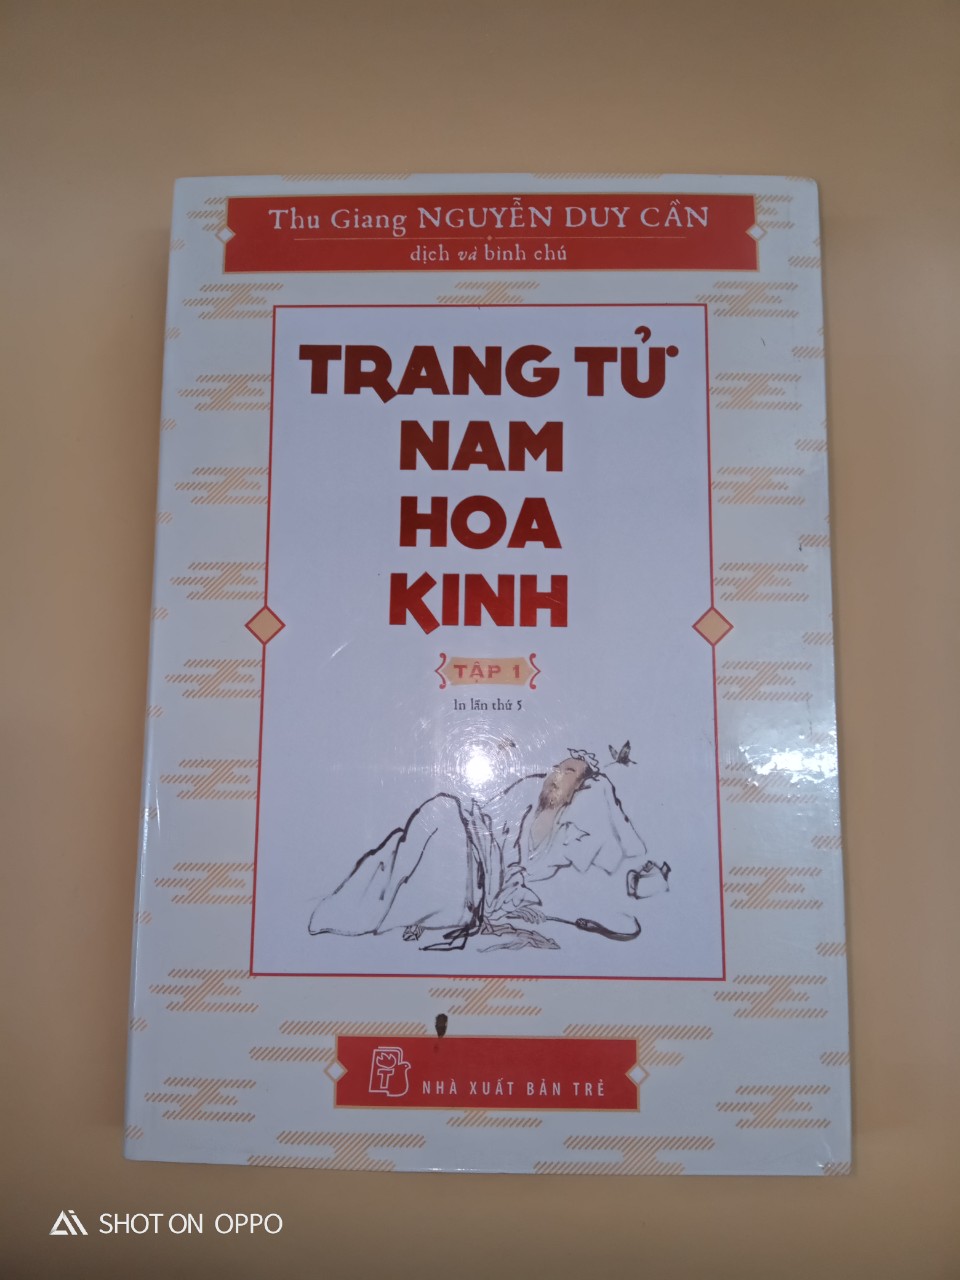 Thu Giang NGUYỄN DUY CẦN
dịch và bình chú
TRANG TỬ
NAM
HOA
KINH
TẬP 1
In lần thứ 5
T
NHÀ XUẤT BẢN TRẺ
SHOT ON OPPO